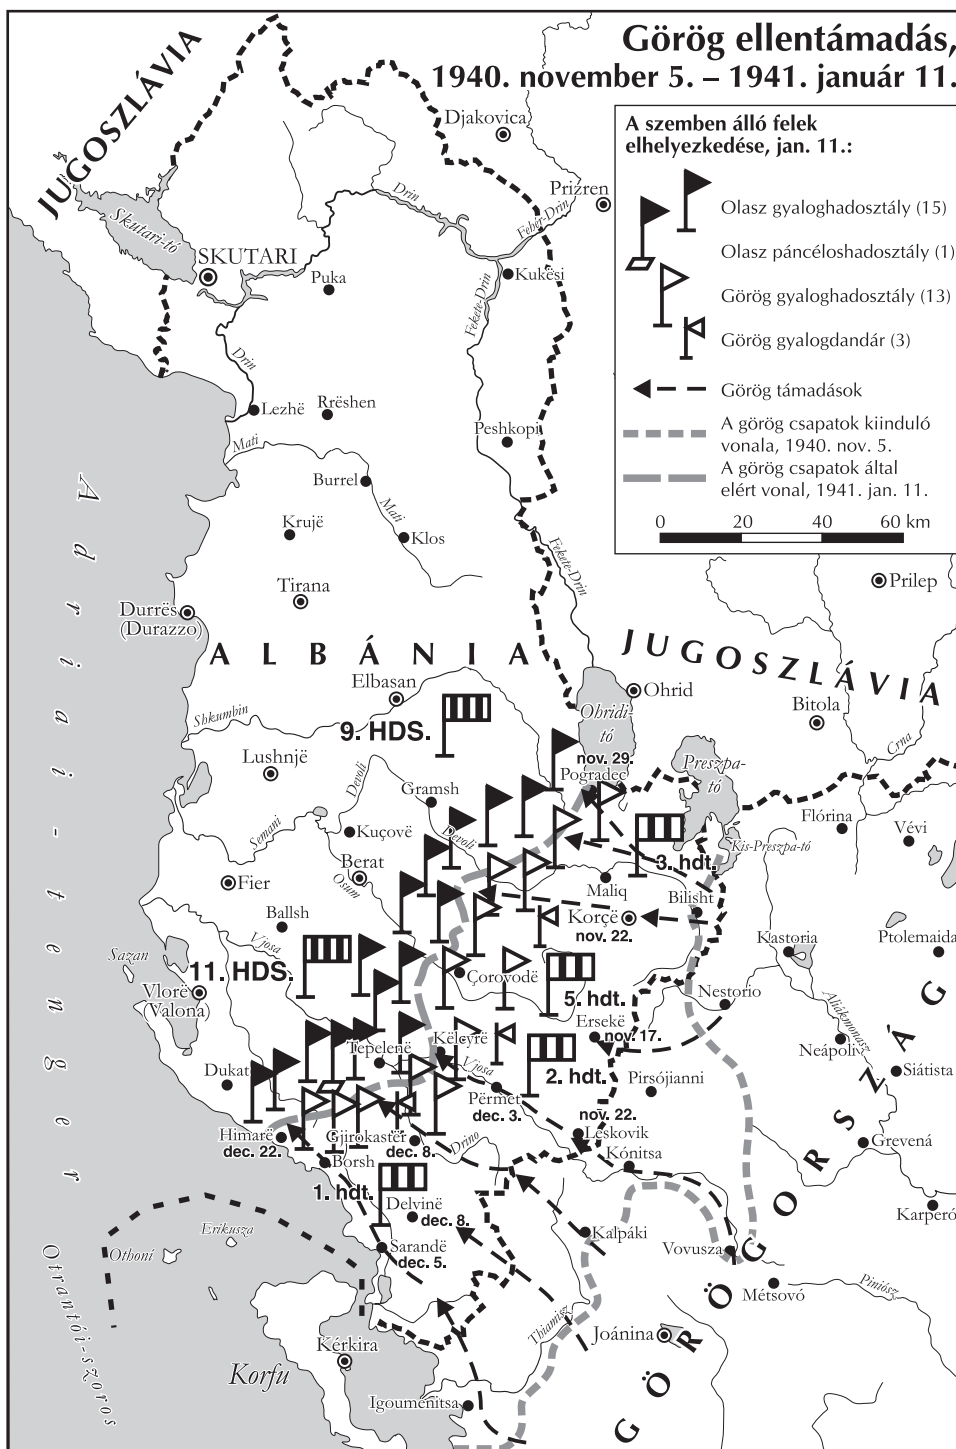 Görög ellentámadás,
1940. november 5. – 1941. január 11.
A szemben álló felek
elhelyezkedése, jan. 11.:
Olasz gyaloghadosztály (15)
Olasz páncéloshadosztály (1)
Görög gyaloghadosztály (13)
Görög gyalogdandár (3)
Görög támadások
A görög csapatok kiinduló
vonala, 1940. nov. 5.
A görög csapatok által
elért vonal, 1941. jan. 11.
0 20 40 60 km
JUGOSZLÁVIA
Djakovica
Prizren
Drin
Fehér-Drin
Skutari-tó
SKUTARI
Puka
Kukësi
Fekete-Drin
Drin
Lezhë
Rrëshen
Peshkopi
Mati
Burrel
Mati
Krujë
Klos
Fekete-Drin
Tirana
Prilep
Durrës
(Durazzo)
ALBÁNIA
JUGOSZLÁVIA
Elbasan
Ohrid
Bitola
Shkumbin
9. HDS.
Ohridi-
tó
Crna
Lushnjë
nov. 29.
Pogradec
Preszpa-
tó
Devoli
Gramsh
Flórina
Vévi
Semani
Kuçovë
Devoli
Kis-Preszpa-tó
Berat
3. hdt.
Fier
Osum
Maliq
Bilisht
Ballsh
Korçë
nov. 22.
Kastoria
Ptolemaida
Vjosa
Sazan
11. HDS.
Çorovodë
Vlorë
(Valona)
5. hdt.
Nestorio
Ersekë
nov. 17.
Aliákmonasz
Neápoli
Tepelenë
Këlcyrë
Dukat
Vjosa
2. hdt.
Siátista
Përmet
dec. 3.
Pirsójianni
nov. 22.
Leskovik
Himarë
dec. 22.
Gjirokastër
dec. 8.
Drino
Kónitsa
Grevená
Borsh
1. hdt.
Delvinë
dec. 8.
Karperó
Kalpáki
Erikusza
Othoní
Sarandë
dec. 5.
Vovusza
Métsovó
Piniósz
Thiamisz
Joánina
Kérkira
Korfu
Igouménitsa
Adriai-tenger
Otrantói-szoros
GÖRÖGORSZÁG